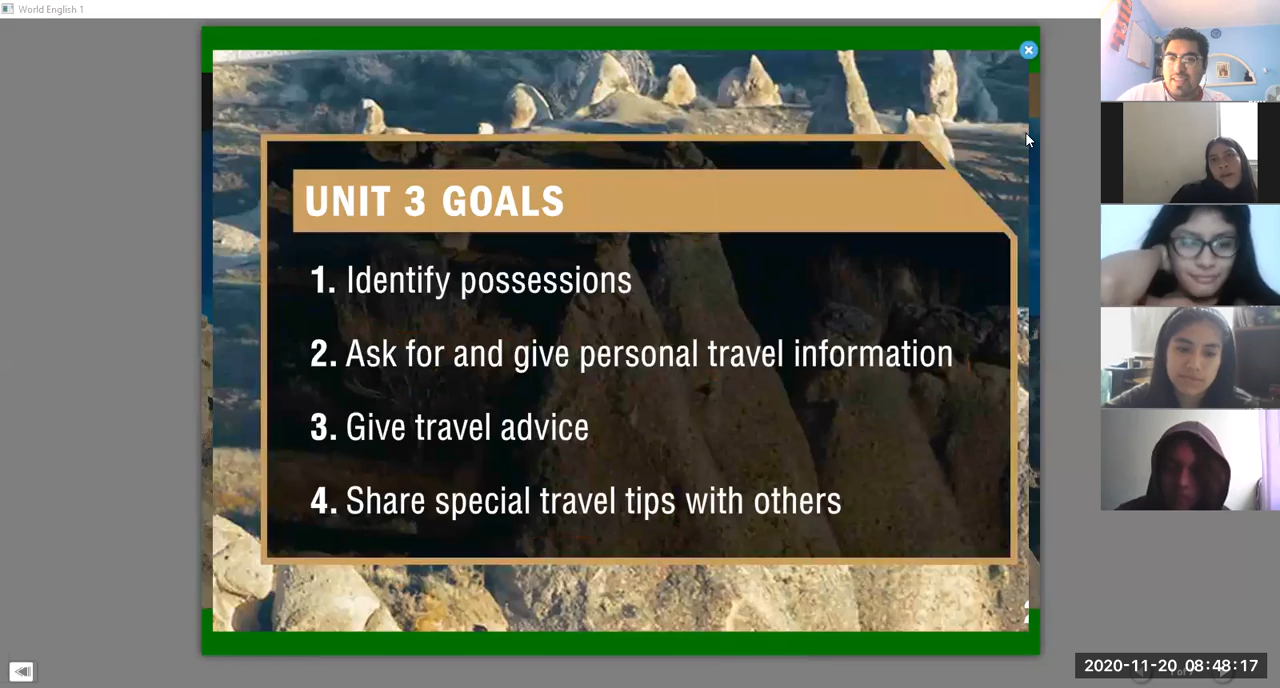 World English 1
UNIT 3 GOALS
1. Identify possessions
2. Ask for and give personal travel information
3. Give travel advice
4. Share special travel tips with others
2020-11-20 08:48:17